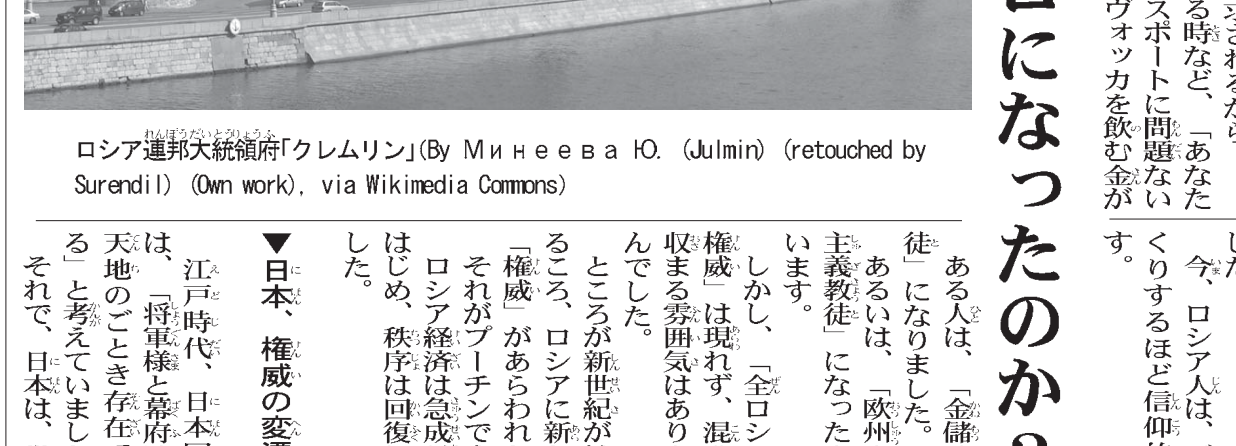 されるから
る時など、「あなた
スポートに問題ない
ヴォッカを飲む金が
した
今、ロシア人は、
くりするほど信仰
す。
になったのか
ロシア連邦大統領府「クレムリン」(By Минеева Ю. (Julmin) (retouched by
Surendil) (Own work), via Wikimedia Commons)
ある人は、「金儲
徒」になりました。
あるいは、「欧州
主義教徒」になった
います。
しかし、「全ロシ
権威」は現れず、混
収まる雰囲気はあり
んでした。
ところが新世紀が
るころ、ロシアに新
「権威」があらわれ
それがプーチンで
ロシア経済は急成
はじめ、秩序は回復
した。
▼日本、権威の変遷
江戸時代、日本
は、「将軍様と幕府
天地のごとき存在
る」と考えていまし
それで、日本は、